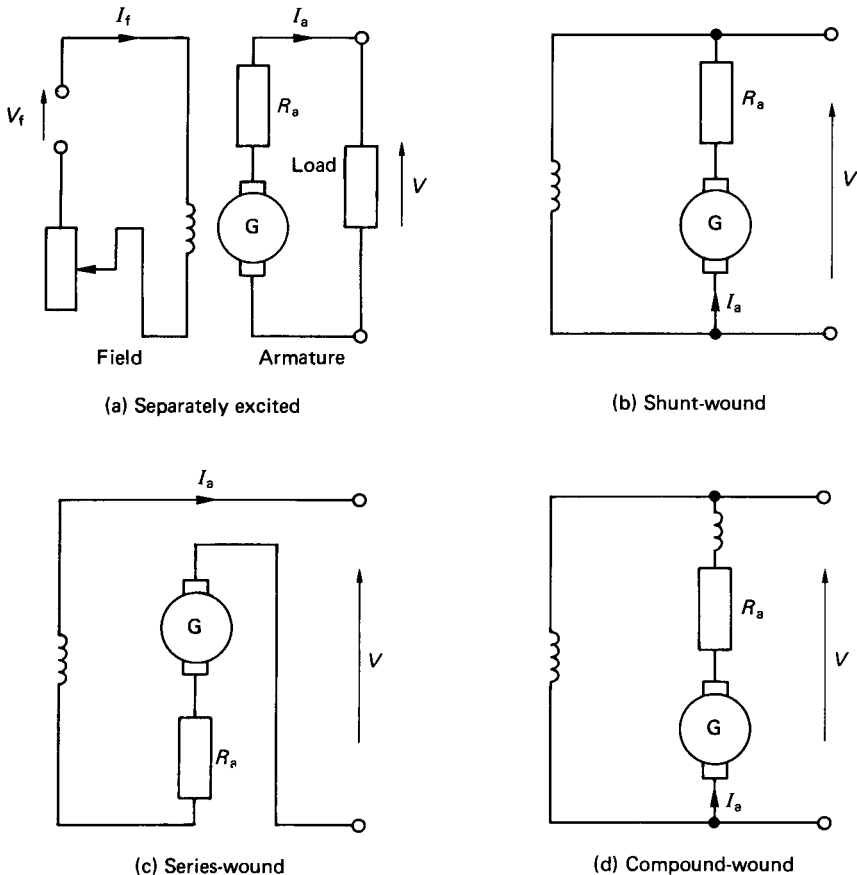 I_f
I_a
V_f
R_a
Load
V
G
Field
Armature
(a) Separately excited
R_a
V
G
I_a
(b) Shunt-wound
I_a
G
V
R_a
(c) Series-wound
R_a
V
G
I_a
(d) Compound-wound